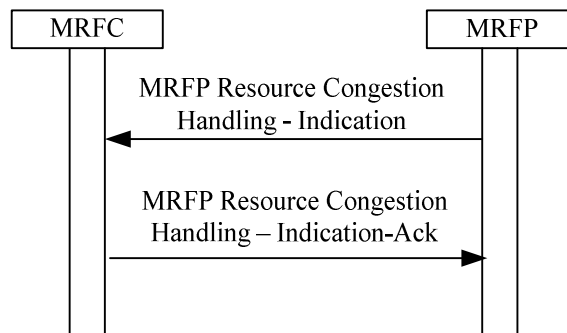 MRFC
MRFP
MRFP Resource Congestion
Handling - Indication
MRFP Resource Congestion
Handling – Indication-Ack